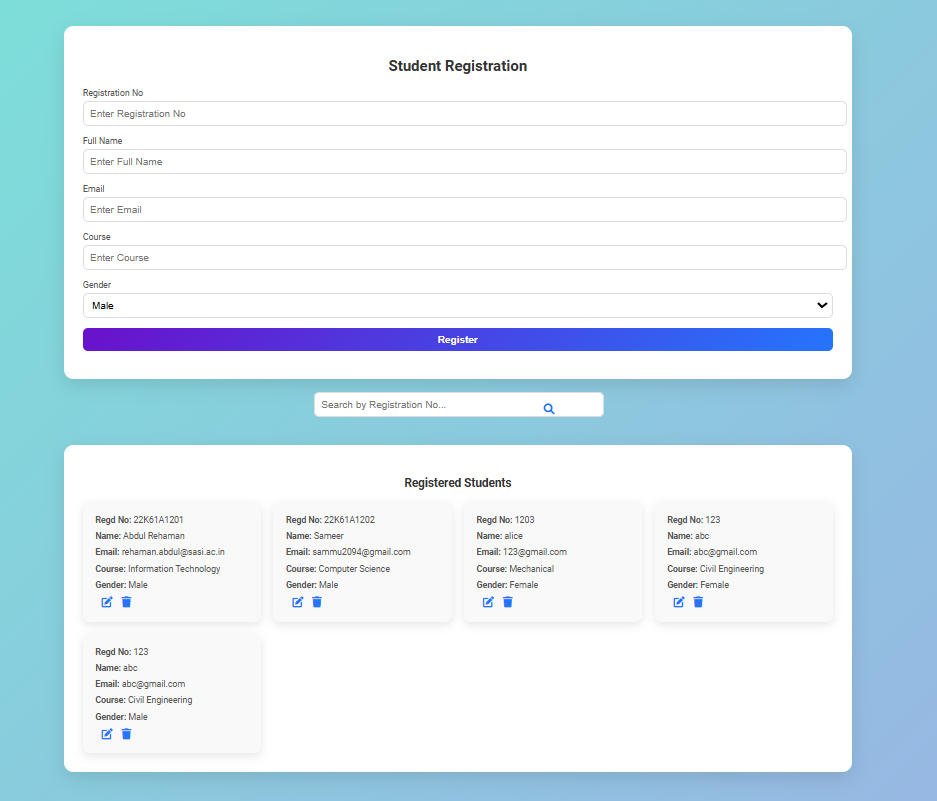 Student Registration
Registration No
Enter Registration No
Full Name
Enter Full Name
Email
Enter Email
Course
Enter Course
Gender
Male
Register
Search by Registration No...
Registered Students
Regd No: 22K61A1201
Name: Abdul Rehaman
Email: rehaman.abdul@sasi.ac.in
Course: Information Technology
Gender: Male
Regd No: 22K61A1202
Name: Sameer
Email: sammu2094@gmail.com
Course: Computer Science
Gender: Male
Regd No: 1203
Name: alice
Email: 123@gmail.com
Course: Mechanical
Gender: Female
Regd No: 123
Name: abc
Email: abc@gmail.com
Course: Civil Engineering
Gender: Female
Regd No: 123
Name: abc
Email: abc@gmail.com
Course: Civil Engineering
Gender: Male